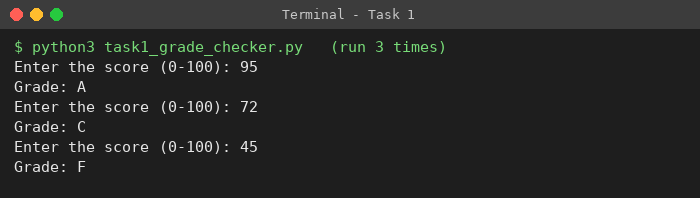 Terminal - Task 1
$ python3 task1_grade_checker.py   (run 3 times)
Enter the score (0-100): 95
Grade: A
Enter the score (0-100): 72
Grade: C
Enter the score (0-100): 45
Grade: F